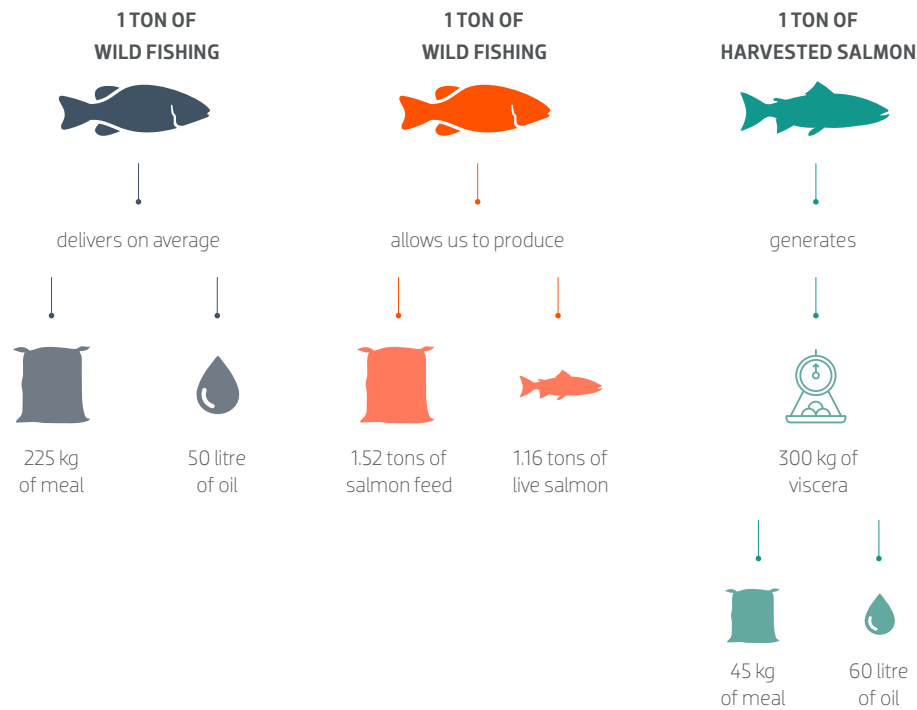 1 TON OF
WILD FISHING
delivers on average
225 kg
of meal
50 litre
of oil
1 TON OF
WILD FISHING
allows us to produce
1.52 tons of
salmon feed
1.16 tons of
live salmon
1 TON OF
HARVESTED SALMON
generates
300 kg of
viscera
45 kg
of meal
60 litre
of oil